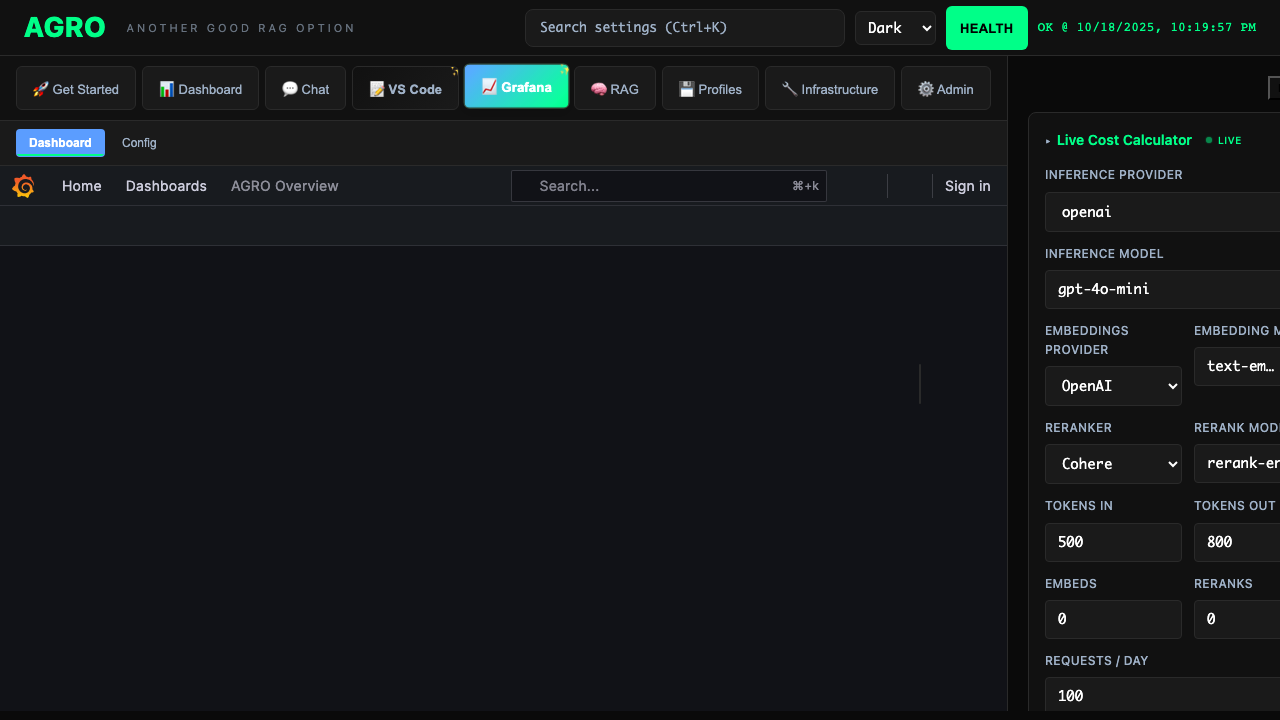 AGRO ANOTHER GOOD RAG OPTION Search settings (Ctrl+K) Dark HEALTH OK @ 10/18/2025, 10:19:57 PM
Get Started Dashboard Chat VS Code Grafana RAG Profiles Infrastructure Admin
Dashboard Config
Home Dashboards AGRO Overview Search... ⌘+k Sign in
Live Cost Calculator LIVE
INFERENCE PROVIDER
openai
INFERENCE MODEL
gpt-4o-mini
EMBEDDINGS PROVIDER
OpenAI
EMBEDDING M
text-em…
RERANKER
Cohere
RERANK MOD
rerank-en
TOKENS IN
500
TOKENS OUT
800
EMBEDS
0
RERANKS
0
REQUESTS / DAY
100